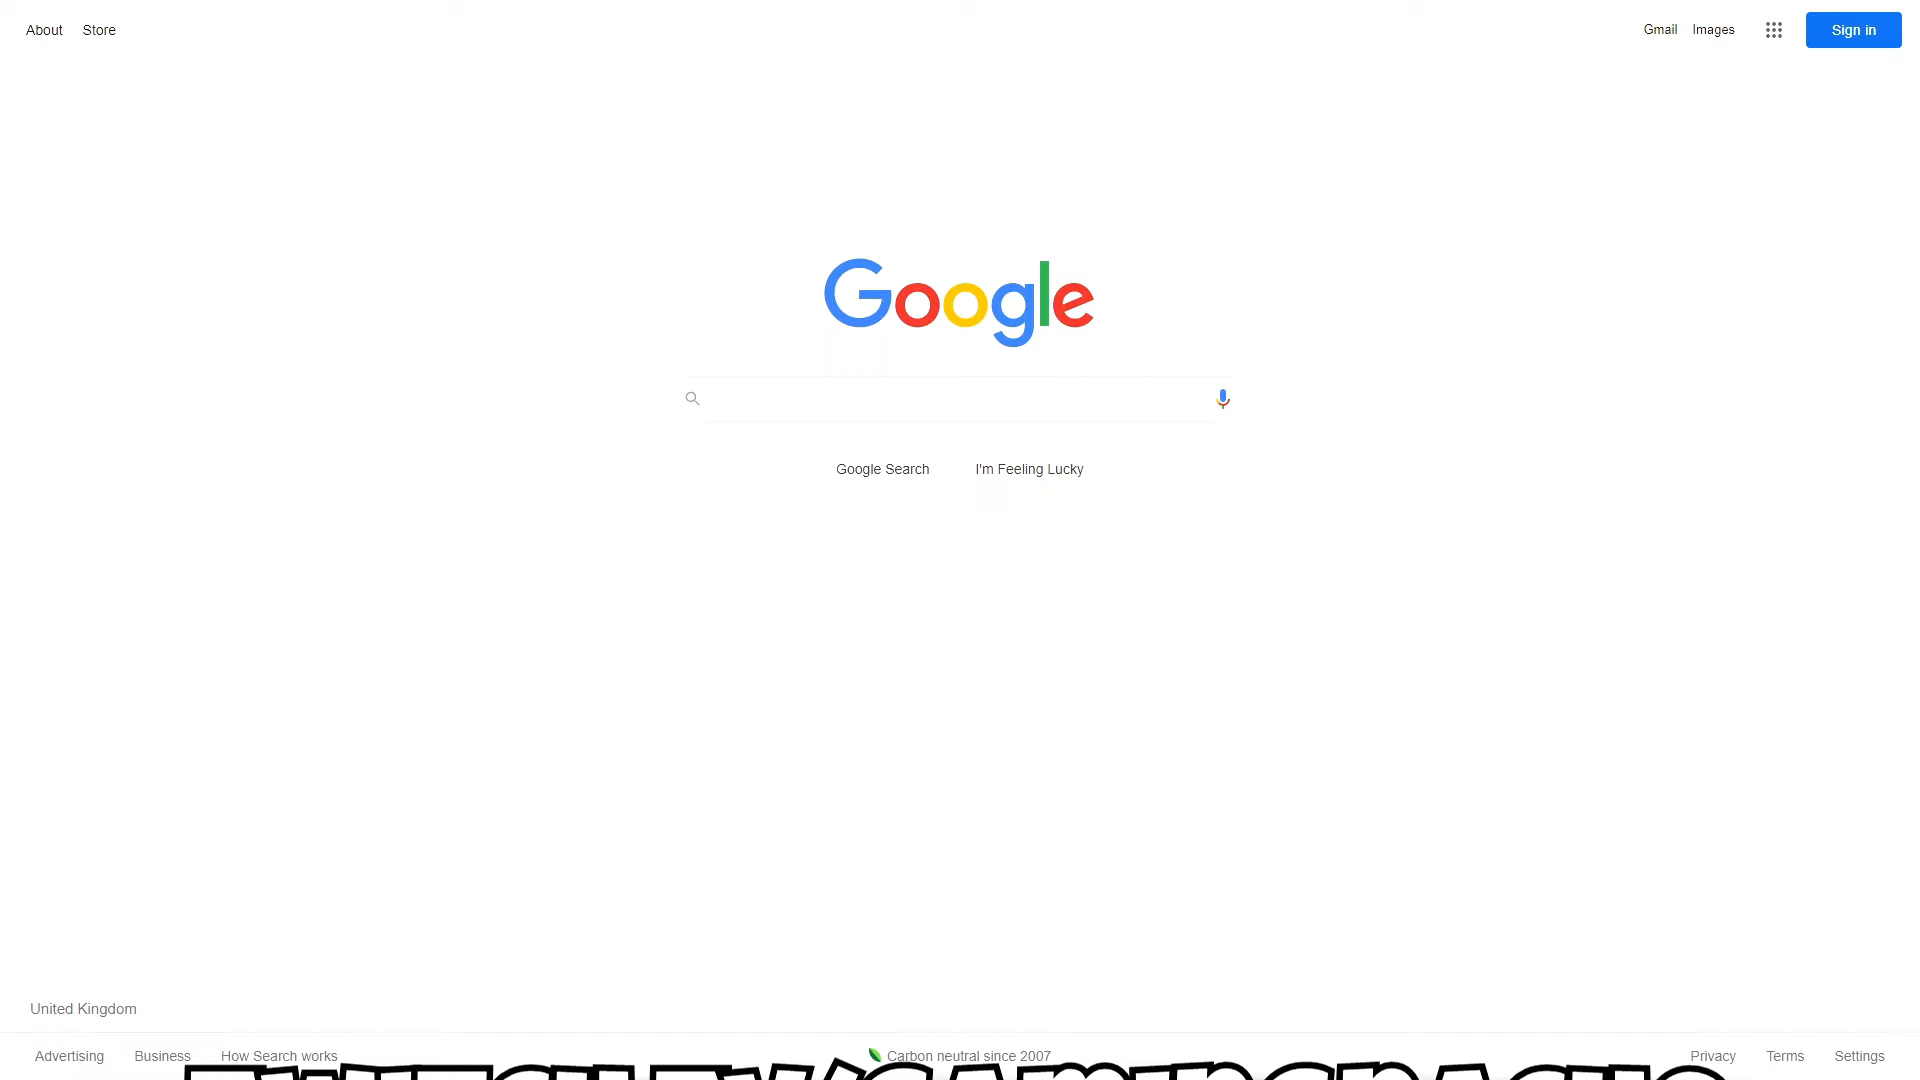 About Store Gmail Images Sign in
Google
Google Search I'm Feeling Lucky
United Kingdom
Advertising Business How Search works Carbon neutral since 2007 Privacy Terms Settings